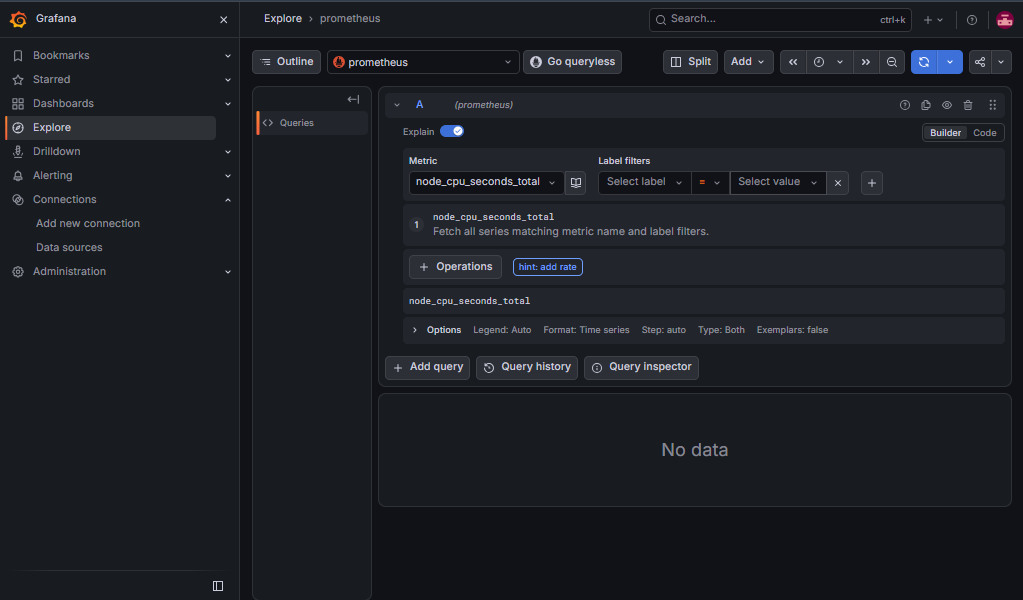 Grafana
Explore › prometheus
Search... ctrl+k
Bookmarks
Starred
Dashboards
Explore
Drilldown
Alerting
Connections
Add new connection
Data sources
Administration
Outline
prometheus
Go queryless
Split
Add
Queries
A (prometheus)
Explain
Builder Code
Metric
Label filters
node_cpu_seconds_total
Select label
=
Select value
1
node_cpu_seconds_total
Fetch all series matching metric name and label filters.
+ Operations
hint: add rate
node_cpu_seconds_total
Options Legend: Auto Format: Time series Step: auto Type: Both Exemplars: false
+ Add query
Query history
Query inspector
No data